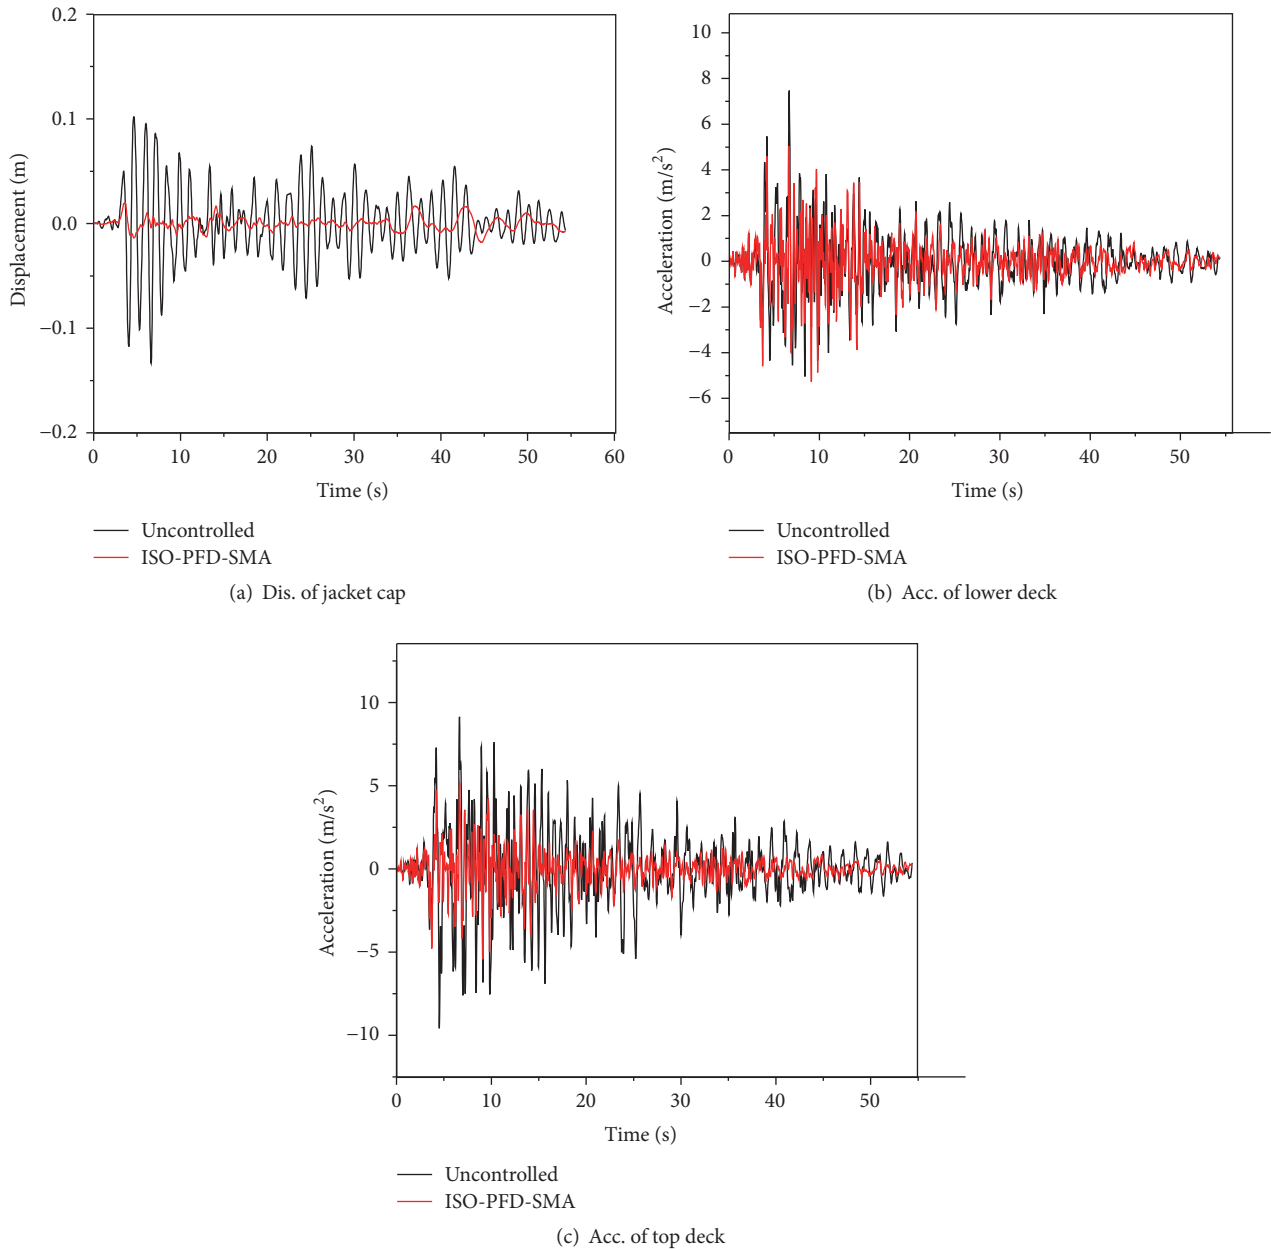 0.2
0.1
0.0
−0.1
−0.2
Displacement (m)
0 10 20 30 40 50 60
Time (s)
Uncontrolled
ISO-PFD-SMA
(a) Dis. of jacket cap
10
8
6
4
2
0
−2
−4
−6
Acceleration (m/s²)
0 10 20 30 40 50
Time (s)
Uncontrolled
ISO-PFD-SMA
(b) Acc. of lower deck
10
5
0
−5
−10
Acceleration (m/s²)
0 10 20 30 40 50
Time (s)
Uncontrolled
ISO-PFD-SMA
(c) Acc. of top deck